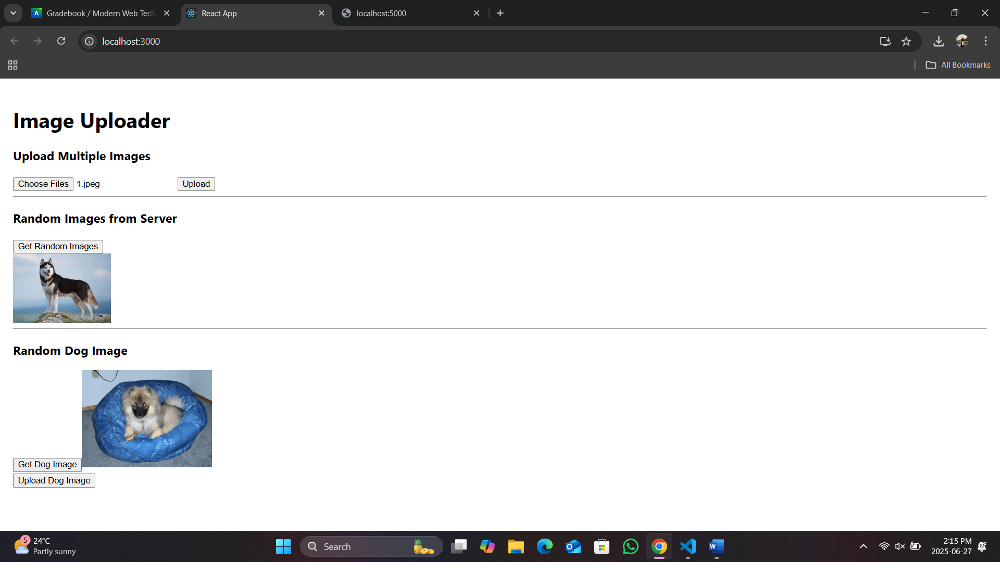 Gradebook / Modern Web Tech
React App
localhost:5000
localhost:3000
All Bookmarks
Image Uploader
Upload Multiple Images
Choose Files 1.jpeg Upload
Random Images from Server
Get Random Images
Random Dog Image
Get Dog Image
Upload Dog Image
5 24°C
Partly sunny
Search
2:15 PM
2025-06-27